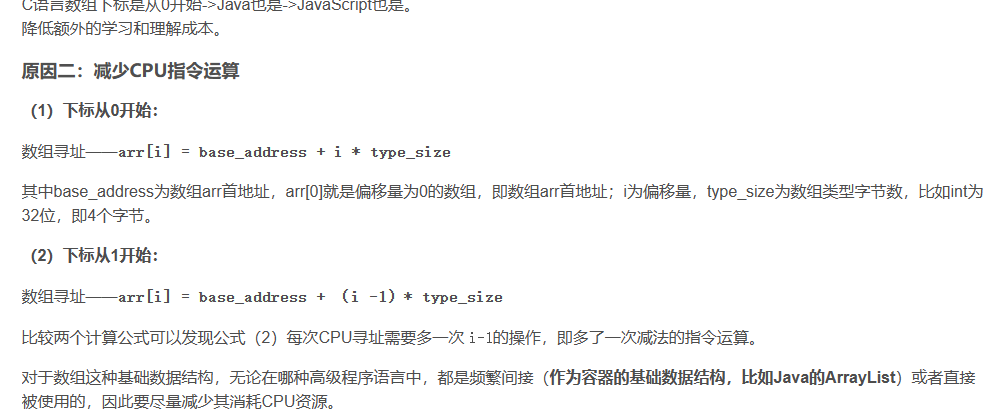 C语言数组下标是从0开始->Java也是->JavaScript也是。
降低额外的学习和理解成本。
原因二：减少CPU指令运算
（1）下标从0开始：
数组寻址——arr[i] = base_address + i * type_size
其中base_address为数组arr首地址，arr[0]就是偏移量为0的数组，即数组arr首地址；i为偏移量，type_size为数组类型字节数，比如int为
32位，即4个字节。
（2）下标从1开始：
数组寻址——arr[i] = base_address + （i -1）* type_size
比较两个计算公式可以发现公式（2）每次CPU寻址需要多一次 i-1的操作，即多了一次减法的指令运算。
对于数组这种基础数据结构，无论在哪种高级程序语言中，都是频繁间接（作为容器的基础数据结构，比如Java的ArrayList）或者直接
被使用的，因此要尽量减少其消耗CPU资源。